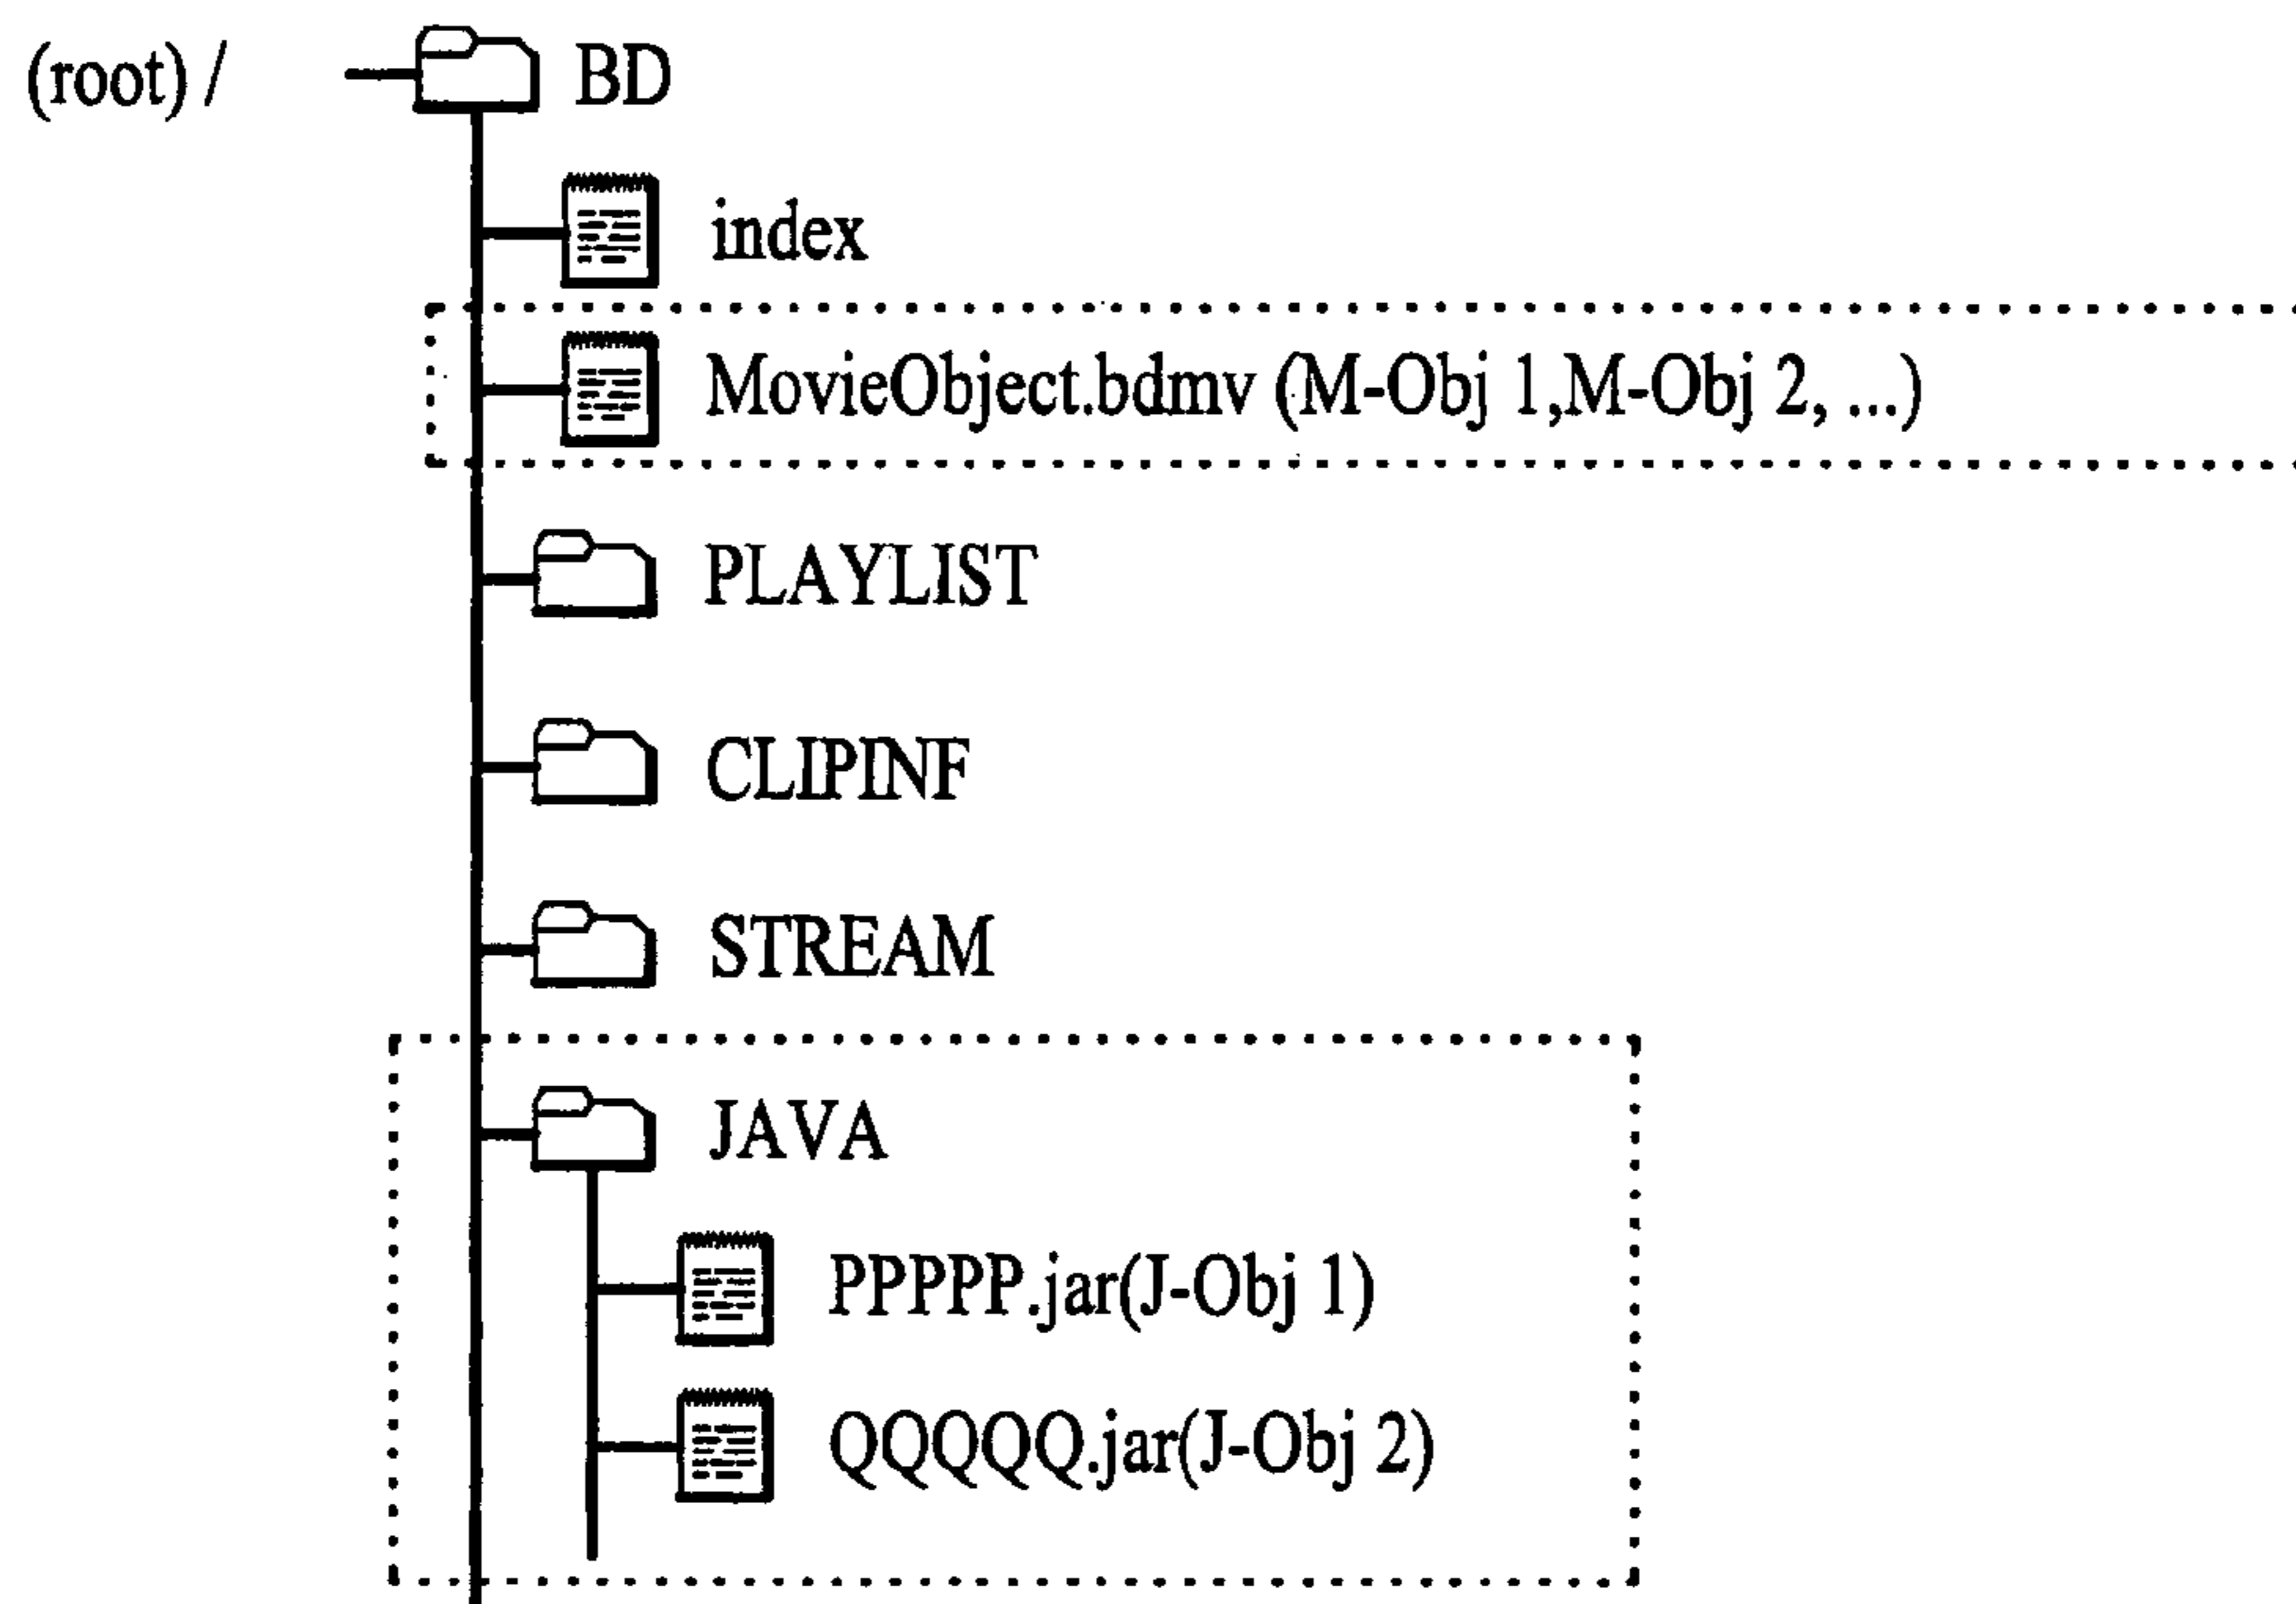 (root) / BD
index
MovieObject.bdmv (M-Obj 1,M-Obj 2, ...)
PLAYLIST
CLIPINF
STREAM
JAVA
PPPPP.jar(J-Obj 1)
QQQQQ.jar(J-Obj 2)